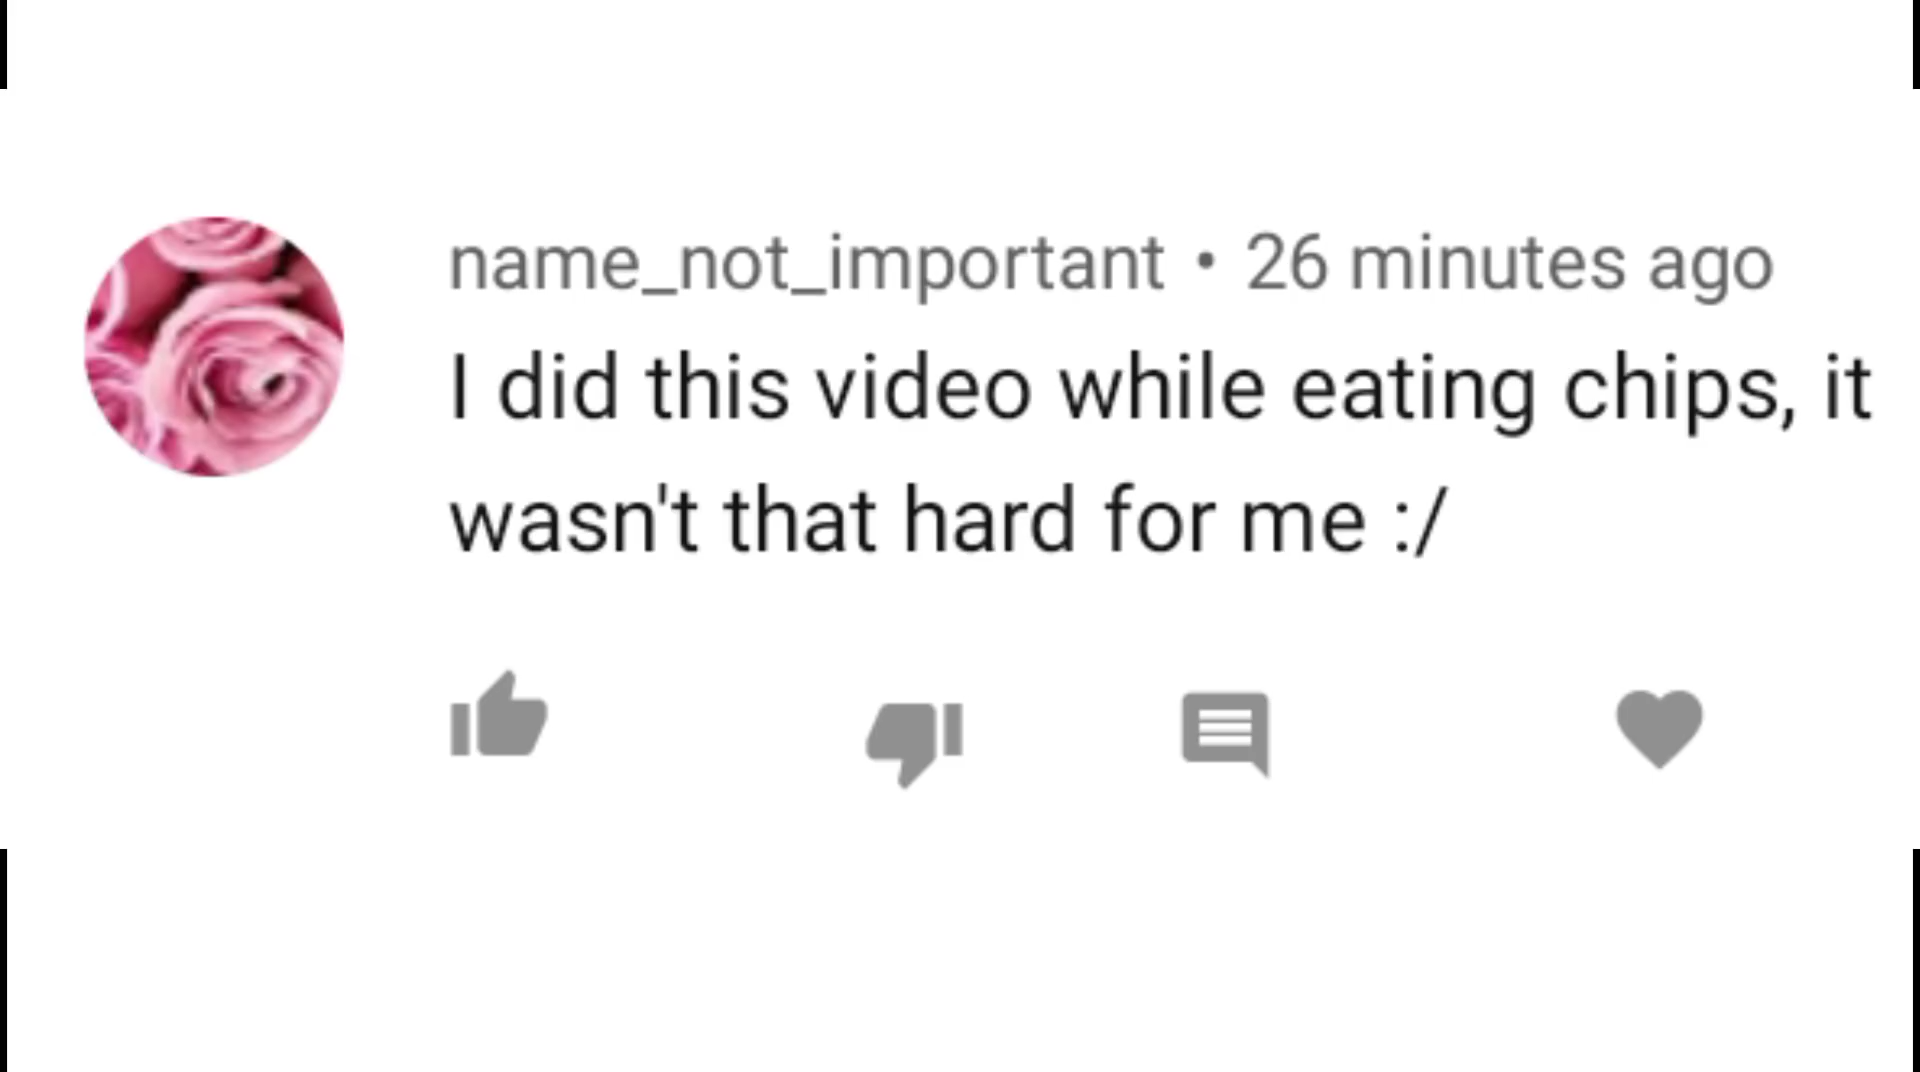 name_not_important • 26 minutes ago
I did this video while eating chips, it
wasn't that hard for me :/